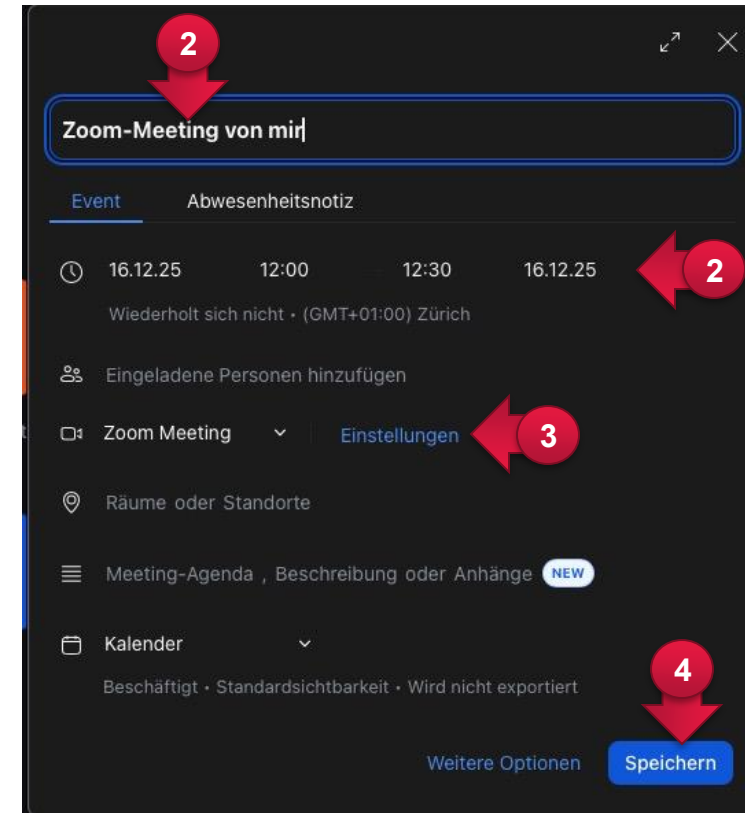 2
Zoom-Meeting von mir
Event Abwesenheitsnotiz
16.12.25 12:00 12:30 16.12.25 2
Wiederholt sich nicht • (GMT+01:00) Zürich
Eingeladene Personen hinzufügen
Zoom Meeting Einstellungen 3
Räume oder Standorte
Meeting-Agenda , Beschreibung oder Anhänge NEW
Kalender
4
Beschäftigt • Standardsichtbarkeit • Wird nicht exportiert
Weitere Optionen Speichern